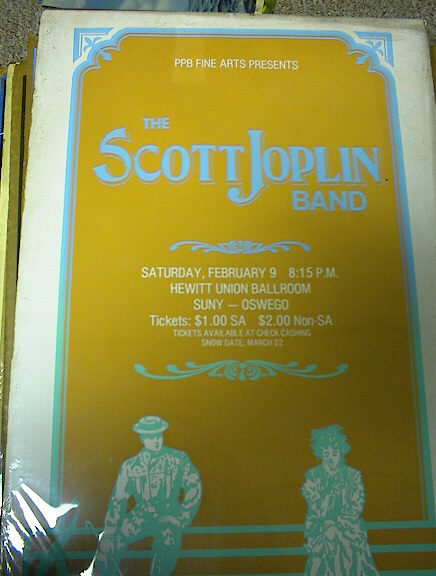 PPB FINE ARTS PRESENTS
THE
SCOTT JOPLIN
BAND
SATURDAY, FEBRUARY 9 8:15 P.M.
HEWITT UNION BALLROOM
SUNY — OSWEGO
Tickets: $1.00 SA $2.00 Non-SA
TICKETS AVAILABLE AT CHECK CASHING
SNOW DATE: MARCH 22